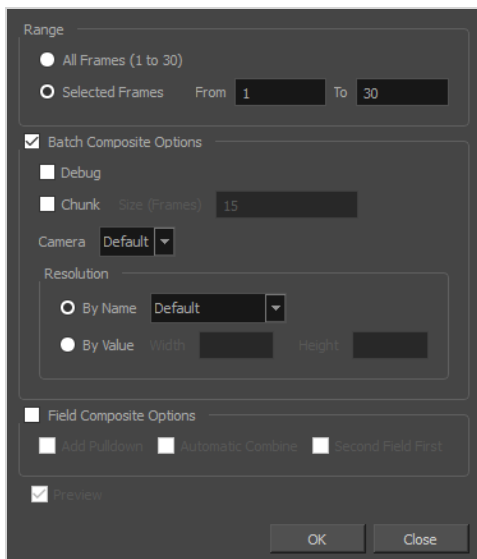 Range
All Frames (1 to 30)
Selected Frames From 1 To 30
Batch Composite Options
Debug
Chunk Size (Frames) 15
Camera Default
Resolution
By Name Default
By Value Width Height
Field Composite Options
Add Pulldown Automatic Combine Second Field First
Preview
OK Close